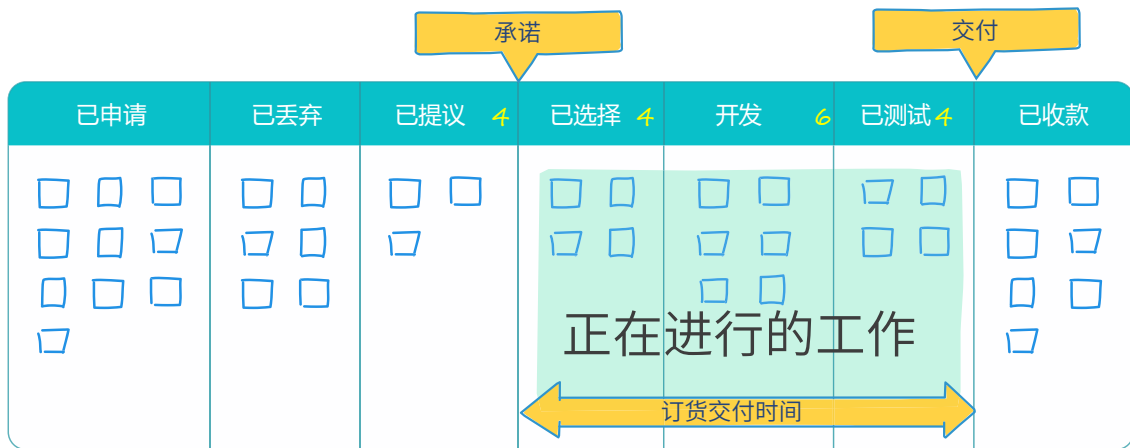 承诺
交付
已申请
已丢弃
已提议 4
已选择 4
开发 6
已测试 4
已收款
正在进行的工作
订货交付时间